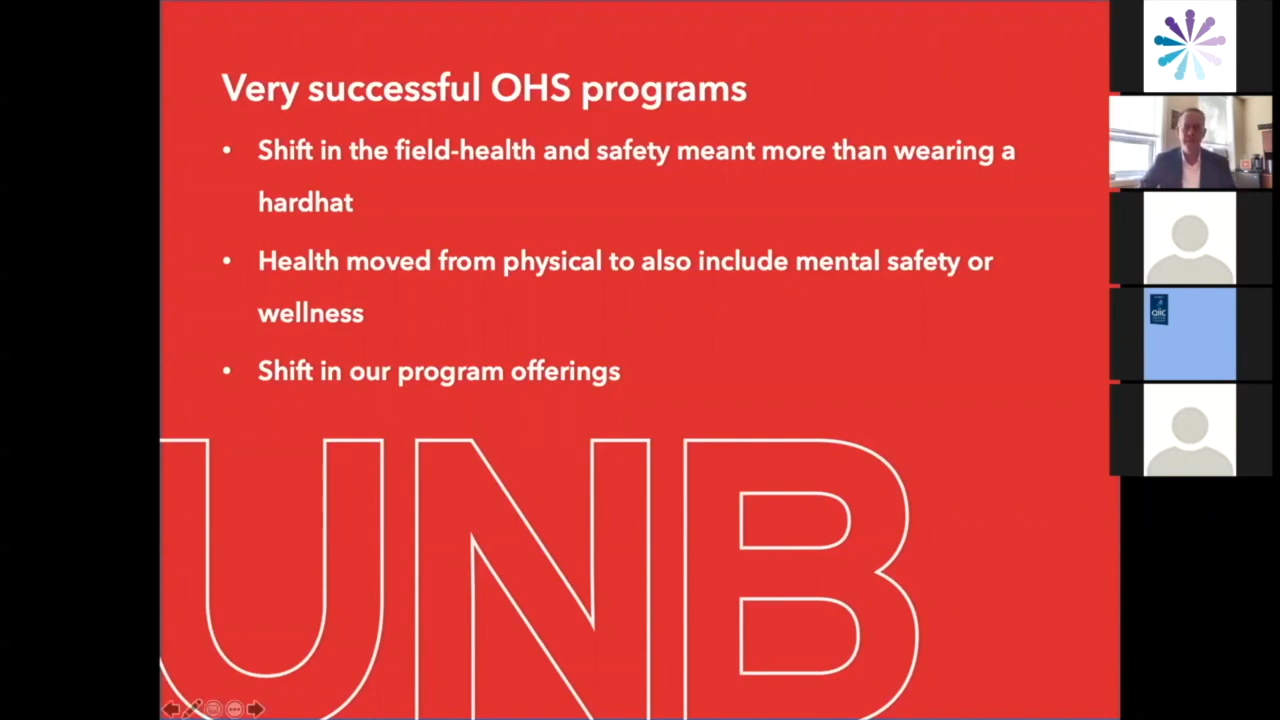 Very successful OHS programs
• Shift in the field-health and safety meant more than wearing a
hardhat
• Health moved from physical to also include mental safety or
wellness
• Shift in our program offerings
UNB
aiic